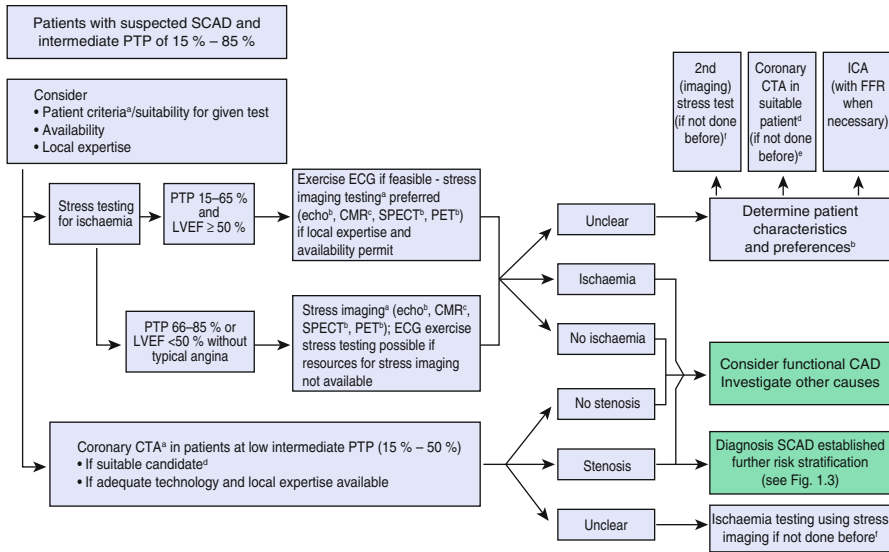 Patients with suspected SCAD and
intermediate PTP of 15 % – 85 %
Consider
• Patient criteriaᵃ/suitability for given test
• Availability
• Local expertise
Stress testing
for ischaemia
PTP 15–65 %
and
LVEF ≥ 50 %
Exercise ECG if feasible - stress
imaging testingᵃ preferred
(echoᵇ, CMRᶜ, SPECTᵇ, PETᵇ)
if local expertise and
availability permit
PTP 66–85 % or
LVEF <50 % without
typical angina
Stress imagingᵃ (echoᵇ, CMRᶜ,
SPECTᵇ, PETᵇ); ECG exercise
stress testing possible if
resources for stress imaging
not available
Coronary CTAᵃ in patients at low intermediate PTP (15 % – 50 %)
• If suitable candidateᵈ
• If adequate technology and local expertise available
Unclear
Ischaemia
No ischaemia
No stenosis
Stenosis
Unclear
2nd
(imaging)
stress test
(if not done
before)ᶠ
Coronary
CTA in
suitable
patientᵈ
(if not done
before)ᵉ
ICA
(with FFR
when
necessary)
Determine patient
characteristics
and preferencesᵇ
Consider functional CAD
Investigate other causes
Diagnosis SCAD established
further risk stratification
(see Fig. 1.3)
Ischaemia testing using stress
imaging if not done beforeᶠ